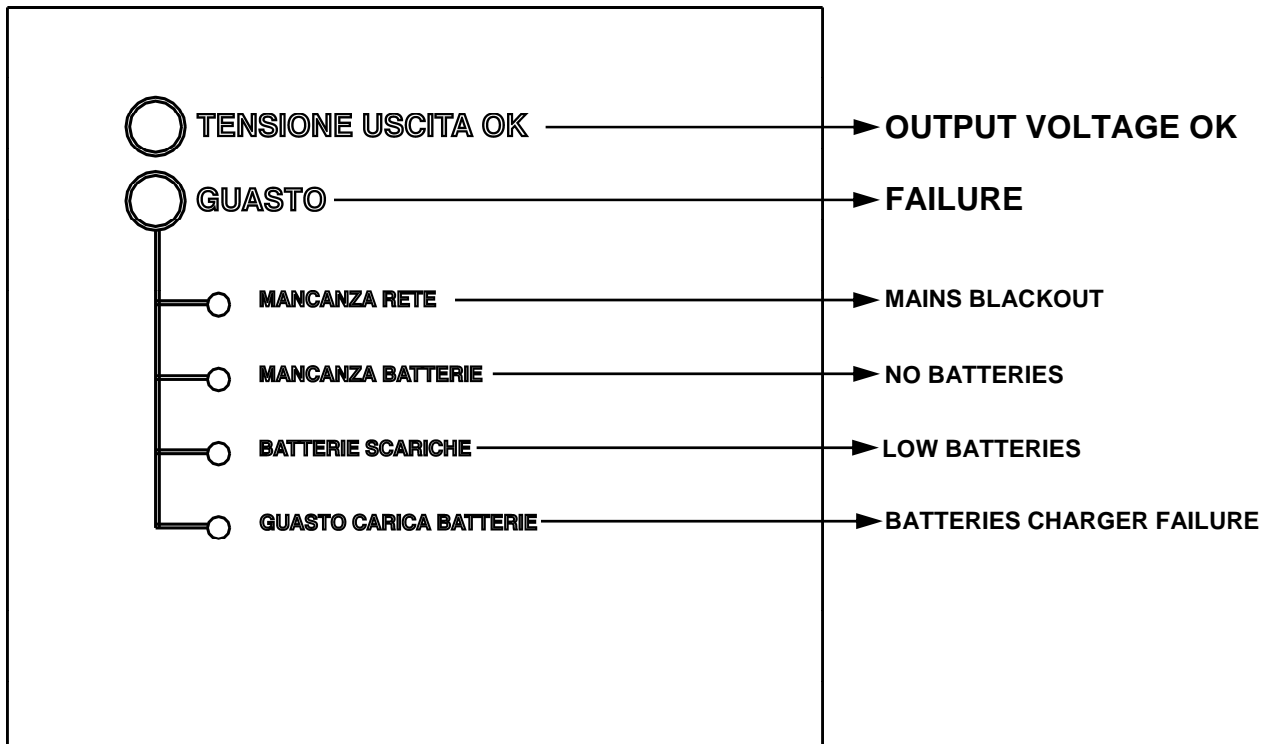 TENSIONE USCITA OK OUTPUT VOLTAGE OK
GUASTO FAILURE
MANCANZA RETE MAINS BLACKOUT
MANCANZA BATTERIE NO BATTERIES
BATTERIE SCARICHE LOW BATTERIES
GUASTO CARICA BATTERIE BATTERIES CHARGER FAILURE